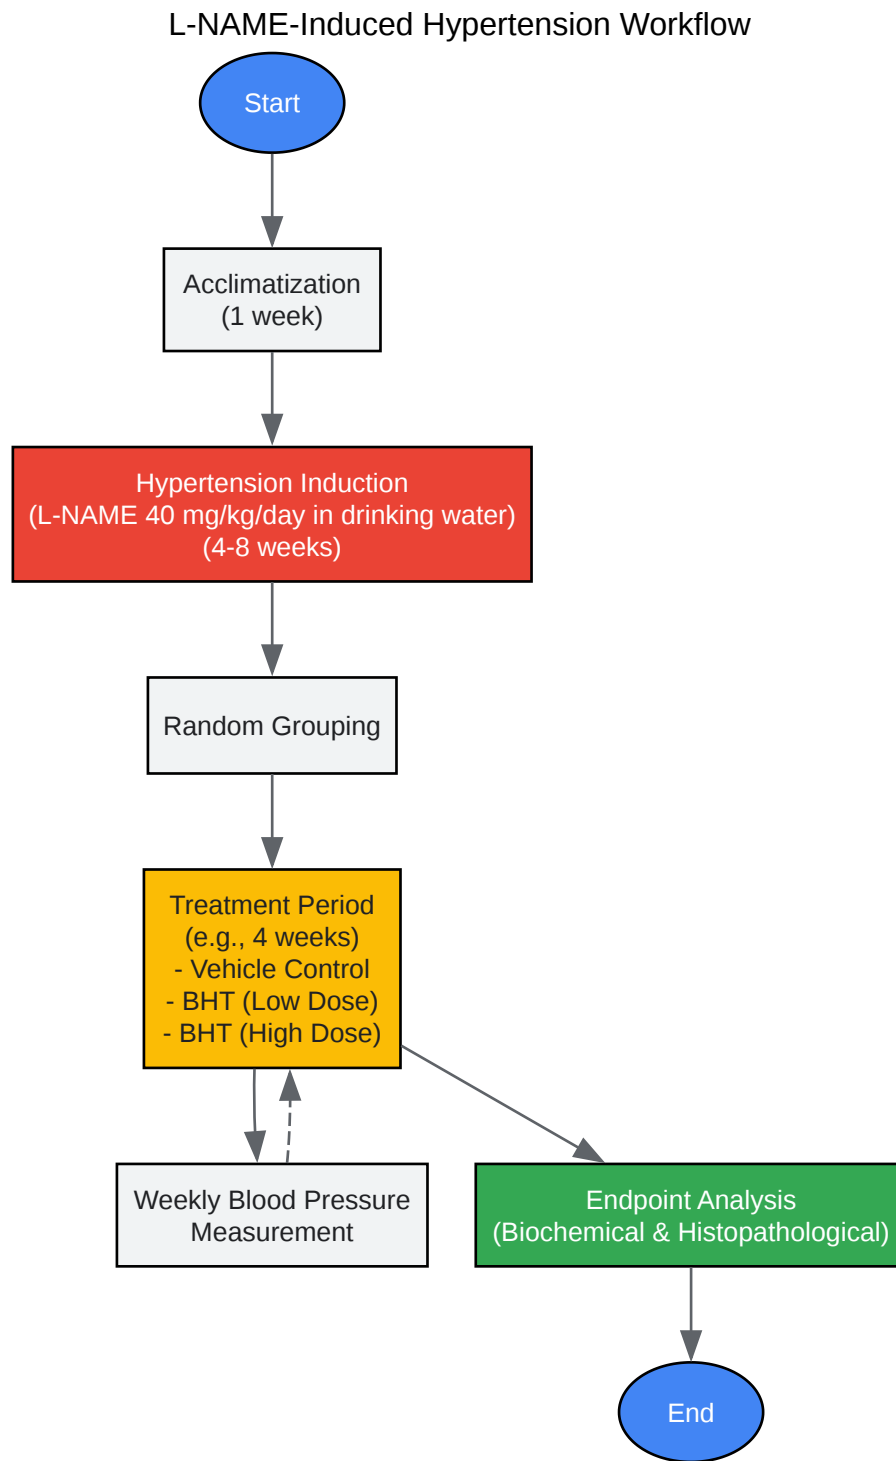 L-NAME-Induced Hypertension Workflow
Start
Acclimatization
(1 week)
Hypertension Induction
(L-NAME 40 mg/kg/day in drinking water)
(4-8 weeks)
Random Grouping
Treatment Period
(e.g., 4 weeks)
- Vehicle Control
- BHT (Low Dose)
- BHT (High Dose)
Weekly Blood Pressure
Measurement
Endpoint Analysis
(Biochemical & Histopathological)
End